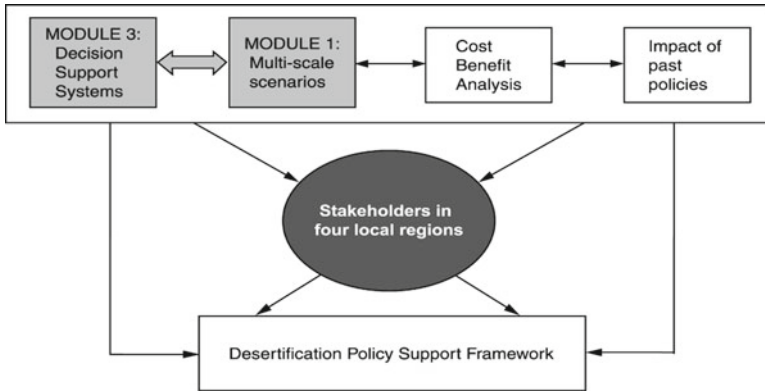 MODULE 3:
Decision
Support
Systems
MODULE 1:
Multi-scale
scenarios
Cost
Benefit
Analysis
Impact of
past
policies
Stakeholders in
four local regions
Desertification Policy Support Framework